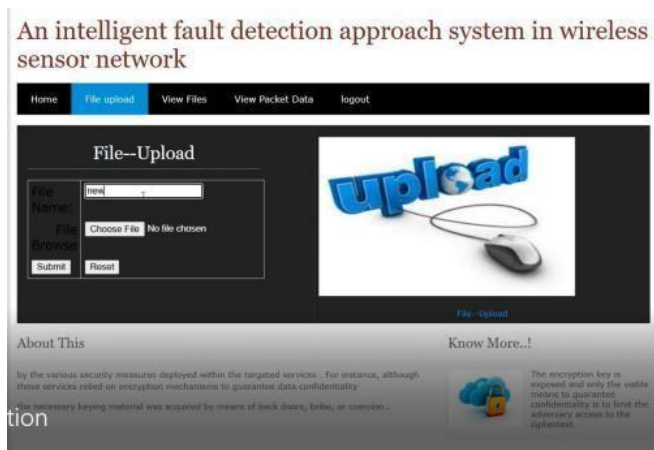 An intelligent fault detection approach system in wireless
sensor network
Home File upload View Files View Packet Data logout
File--Upload
File
Name:
new
File
Browse
Choose File No file chosen
Submit Reset
upload
File--Upload
About This
by the various security measures deployed within the targeted services . For instance, although
these services relied on encryption mechanisms to guarantee data confidentiality
the necessary keying material was acquired by means of back doors, bribe, or coercion..
Know More..!
The encryption key is
exposed and only the viable
means to guaranteed
confidentiality is to limit the
adversary access to the
ciphertext.
tion